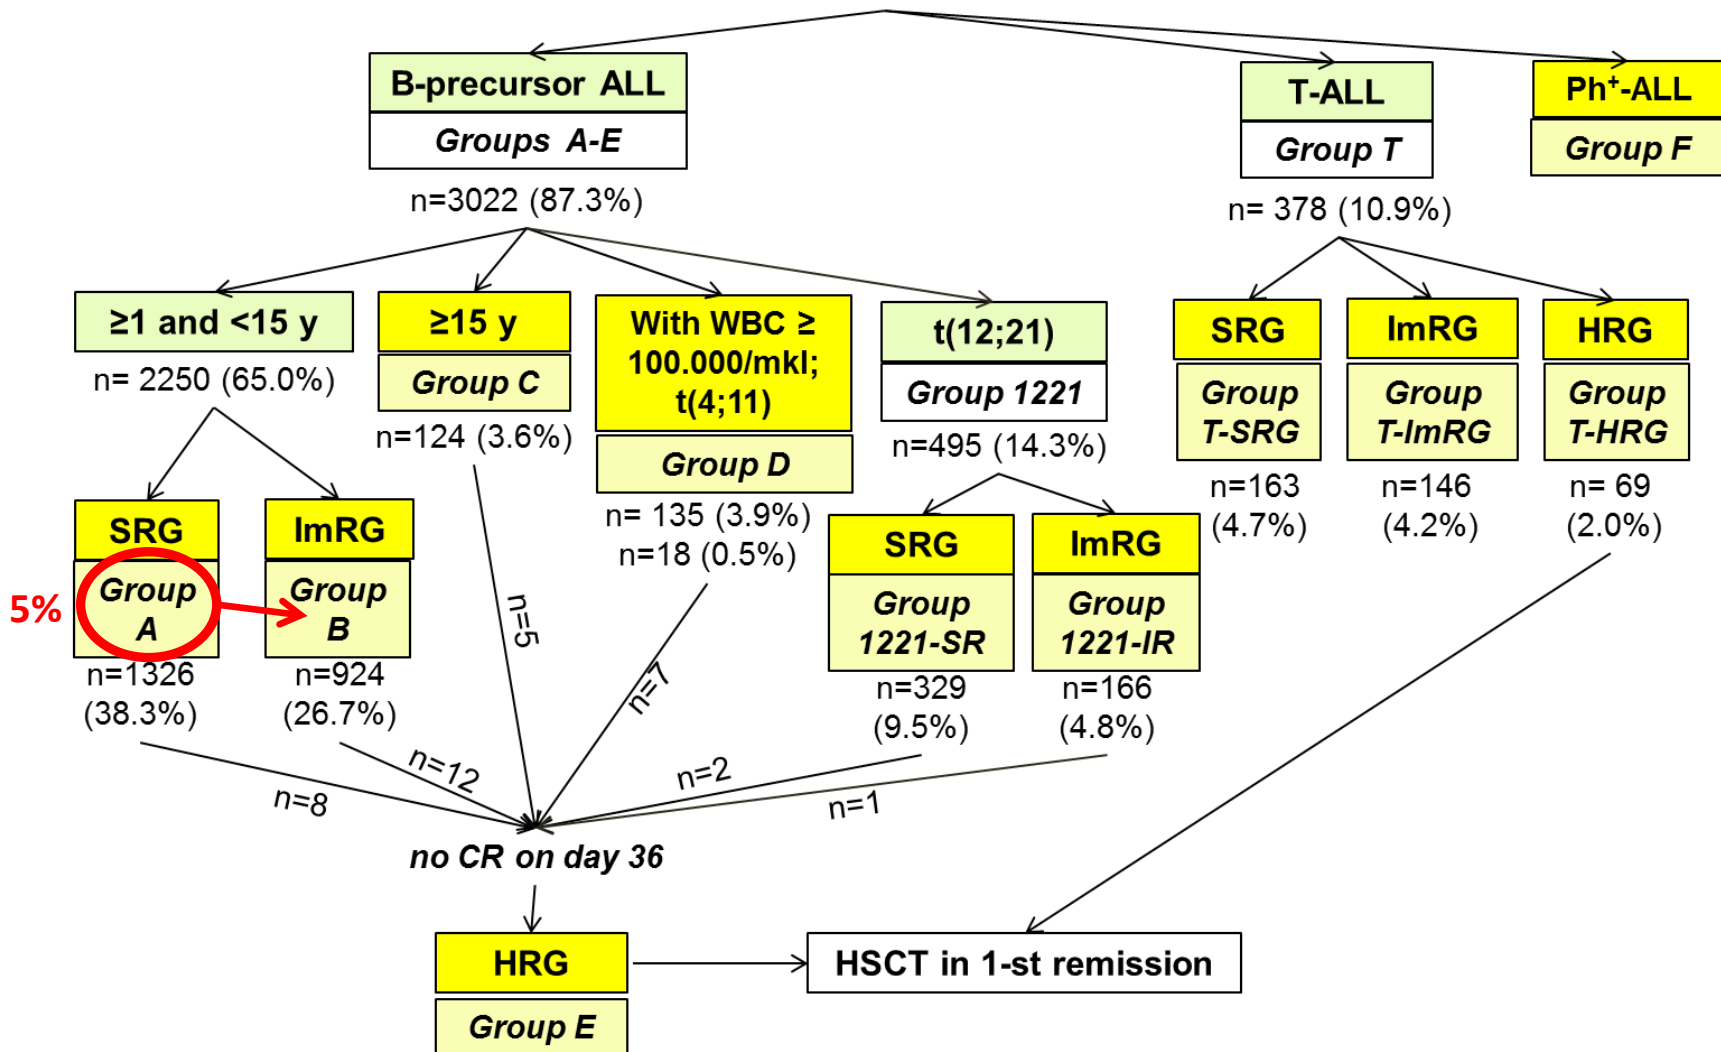 B-precursor ALL
Groups A-E
n=3022 (87.3%)
T-ALL
Group T
n= 378 (10.9%)
Ph⁺-ALL
Group F
≥1 and <15 y
n= 2250 (65.0%)
≥15 y
Group C
n=124 (3.6%)
With WBC ≥
100.000/mkl;
t(4;11)
Group D
n= 135 (3.9%)
n=18 (0.5%)
t(12;21)
Group 1221
n=495 (14.3%)
SRG
Group
T-SRG
n=163
(4.7%)
ImRG
Group
T-ImRG
n=146
(4.2%)
HRG
Group
T-HRG
n= 69
(2.0%)
5%
SRG
Group
A
n=1326
(38.3%)
ImRG
Group
B
n=924
(26.7%)
SRG
Group
1221-SR
n=329
(9.5%)
ImRG
Group
1221-IR
n=166
(4.8%)
n=8
n=12
n=5
n=7
n=2
n=1
no CR on day 36
HRG
Group E
HSCT in 1-st remission